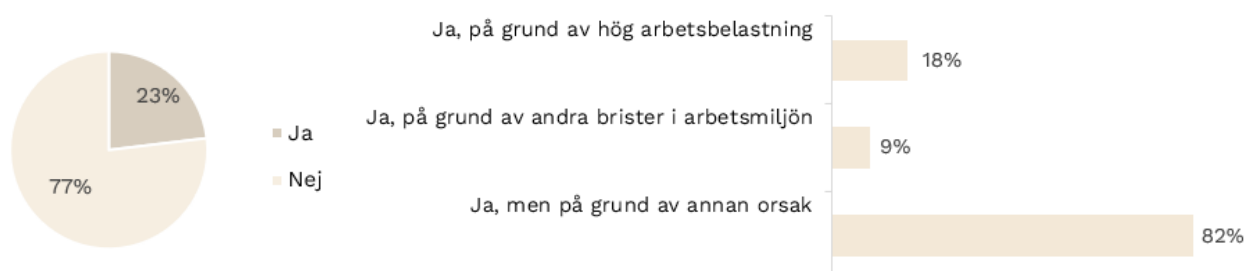 23%
77%
Ja
Nej
Ja, på grund av hög arbetsbelastning
18%
Ja, på grund av andra brister i arbetsmiljön
9%
Ja, men på grund av annan orsak
82%